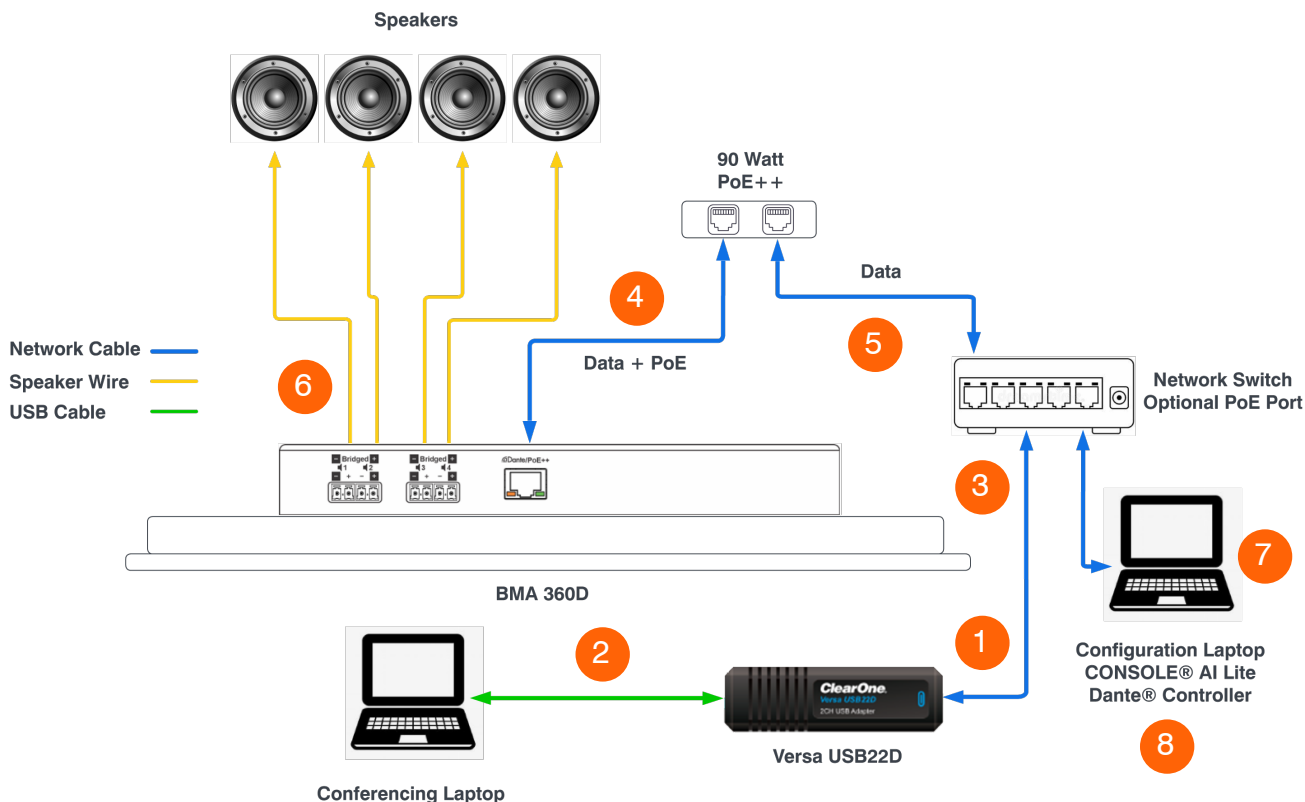 Speakers
90 Watt
PoE++
Data
4
5
Data + PoE
Network Cable
Speaker Wire
USB Cable
6
Network Switch
Optional PoE Port
- Bridged +
1 2
- + - +
- Bridged +
3 4
- + - +
Dante/PoE++
3
7
BMA 360D
1
2
Configuration Laptop
CONSOLE® AI Lite
Dante® Controller
ClearOne.
Versa USB22D
2CH USB Adapter
8
Versa USB22D
Conferencing Laptop